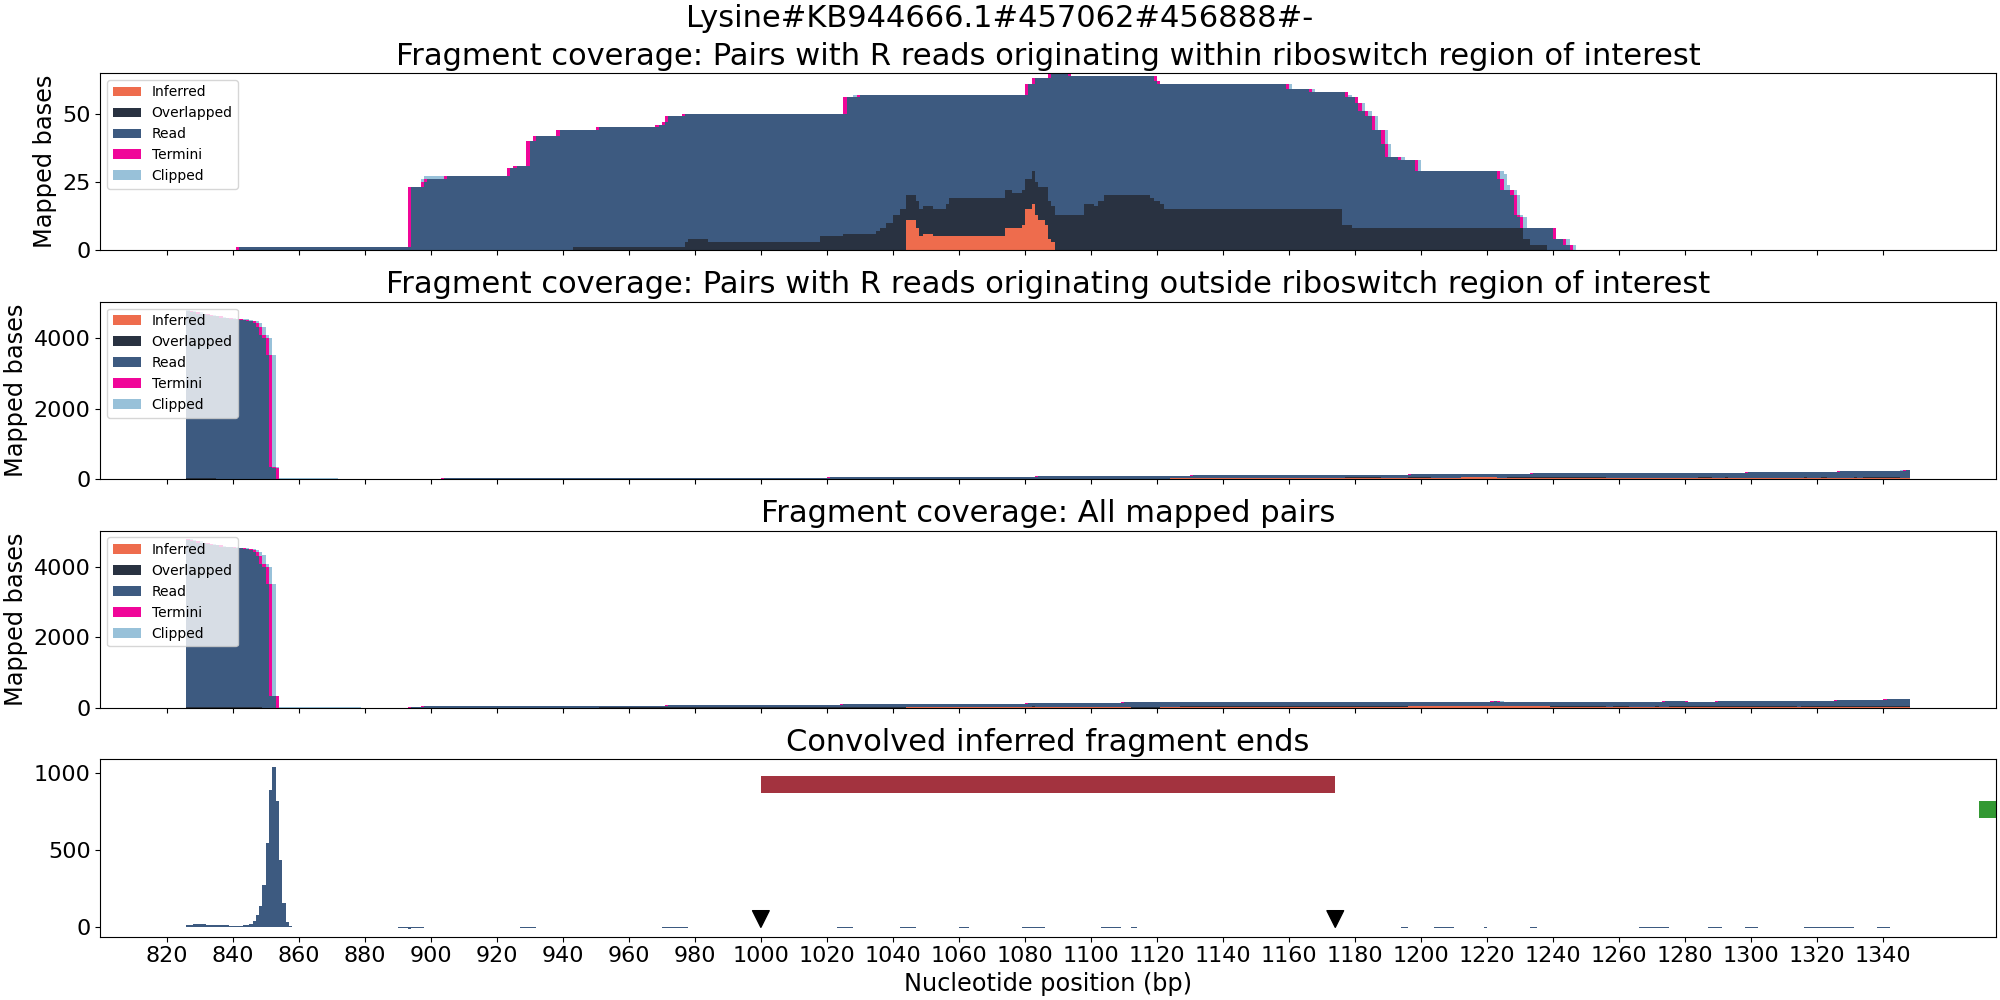 Lysine#KB944666.1#457062#456888#-
Fragment coverage: Pairs with R reads originating within riboswitch region of interest
Mapped bases
50
25
0
Inferred
Overlapped
Read
Termini
Clipped
Fragment coverage: Pairs with R reads originating outside riboswitch region of interest
Mapped bases
4000
2000
0
Inferred
Overlapped
Read
Termini
Clipped
Fragment coverage: All mapped pairs
Mapped bases
4000
2000
0
Inferred
Overlapped
Read
Termini
Clipped
Convolved inferred fragment ends
1000
500
0
820 840 860 880 900 920 940 960 980 1000 1020 1040 1060 1080 1100 1120 1140 1160 1180 1200 1220 1240 1260 1280 1300 1320 1340
Nucleotide position (bp)